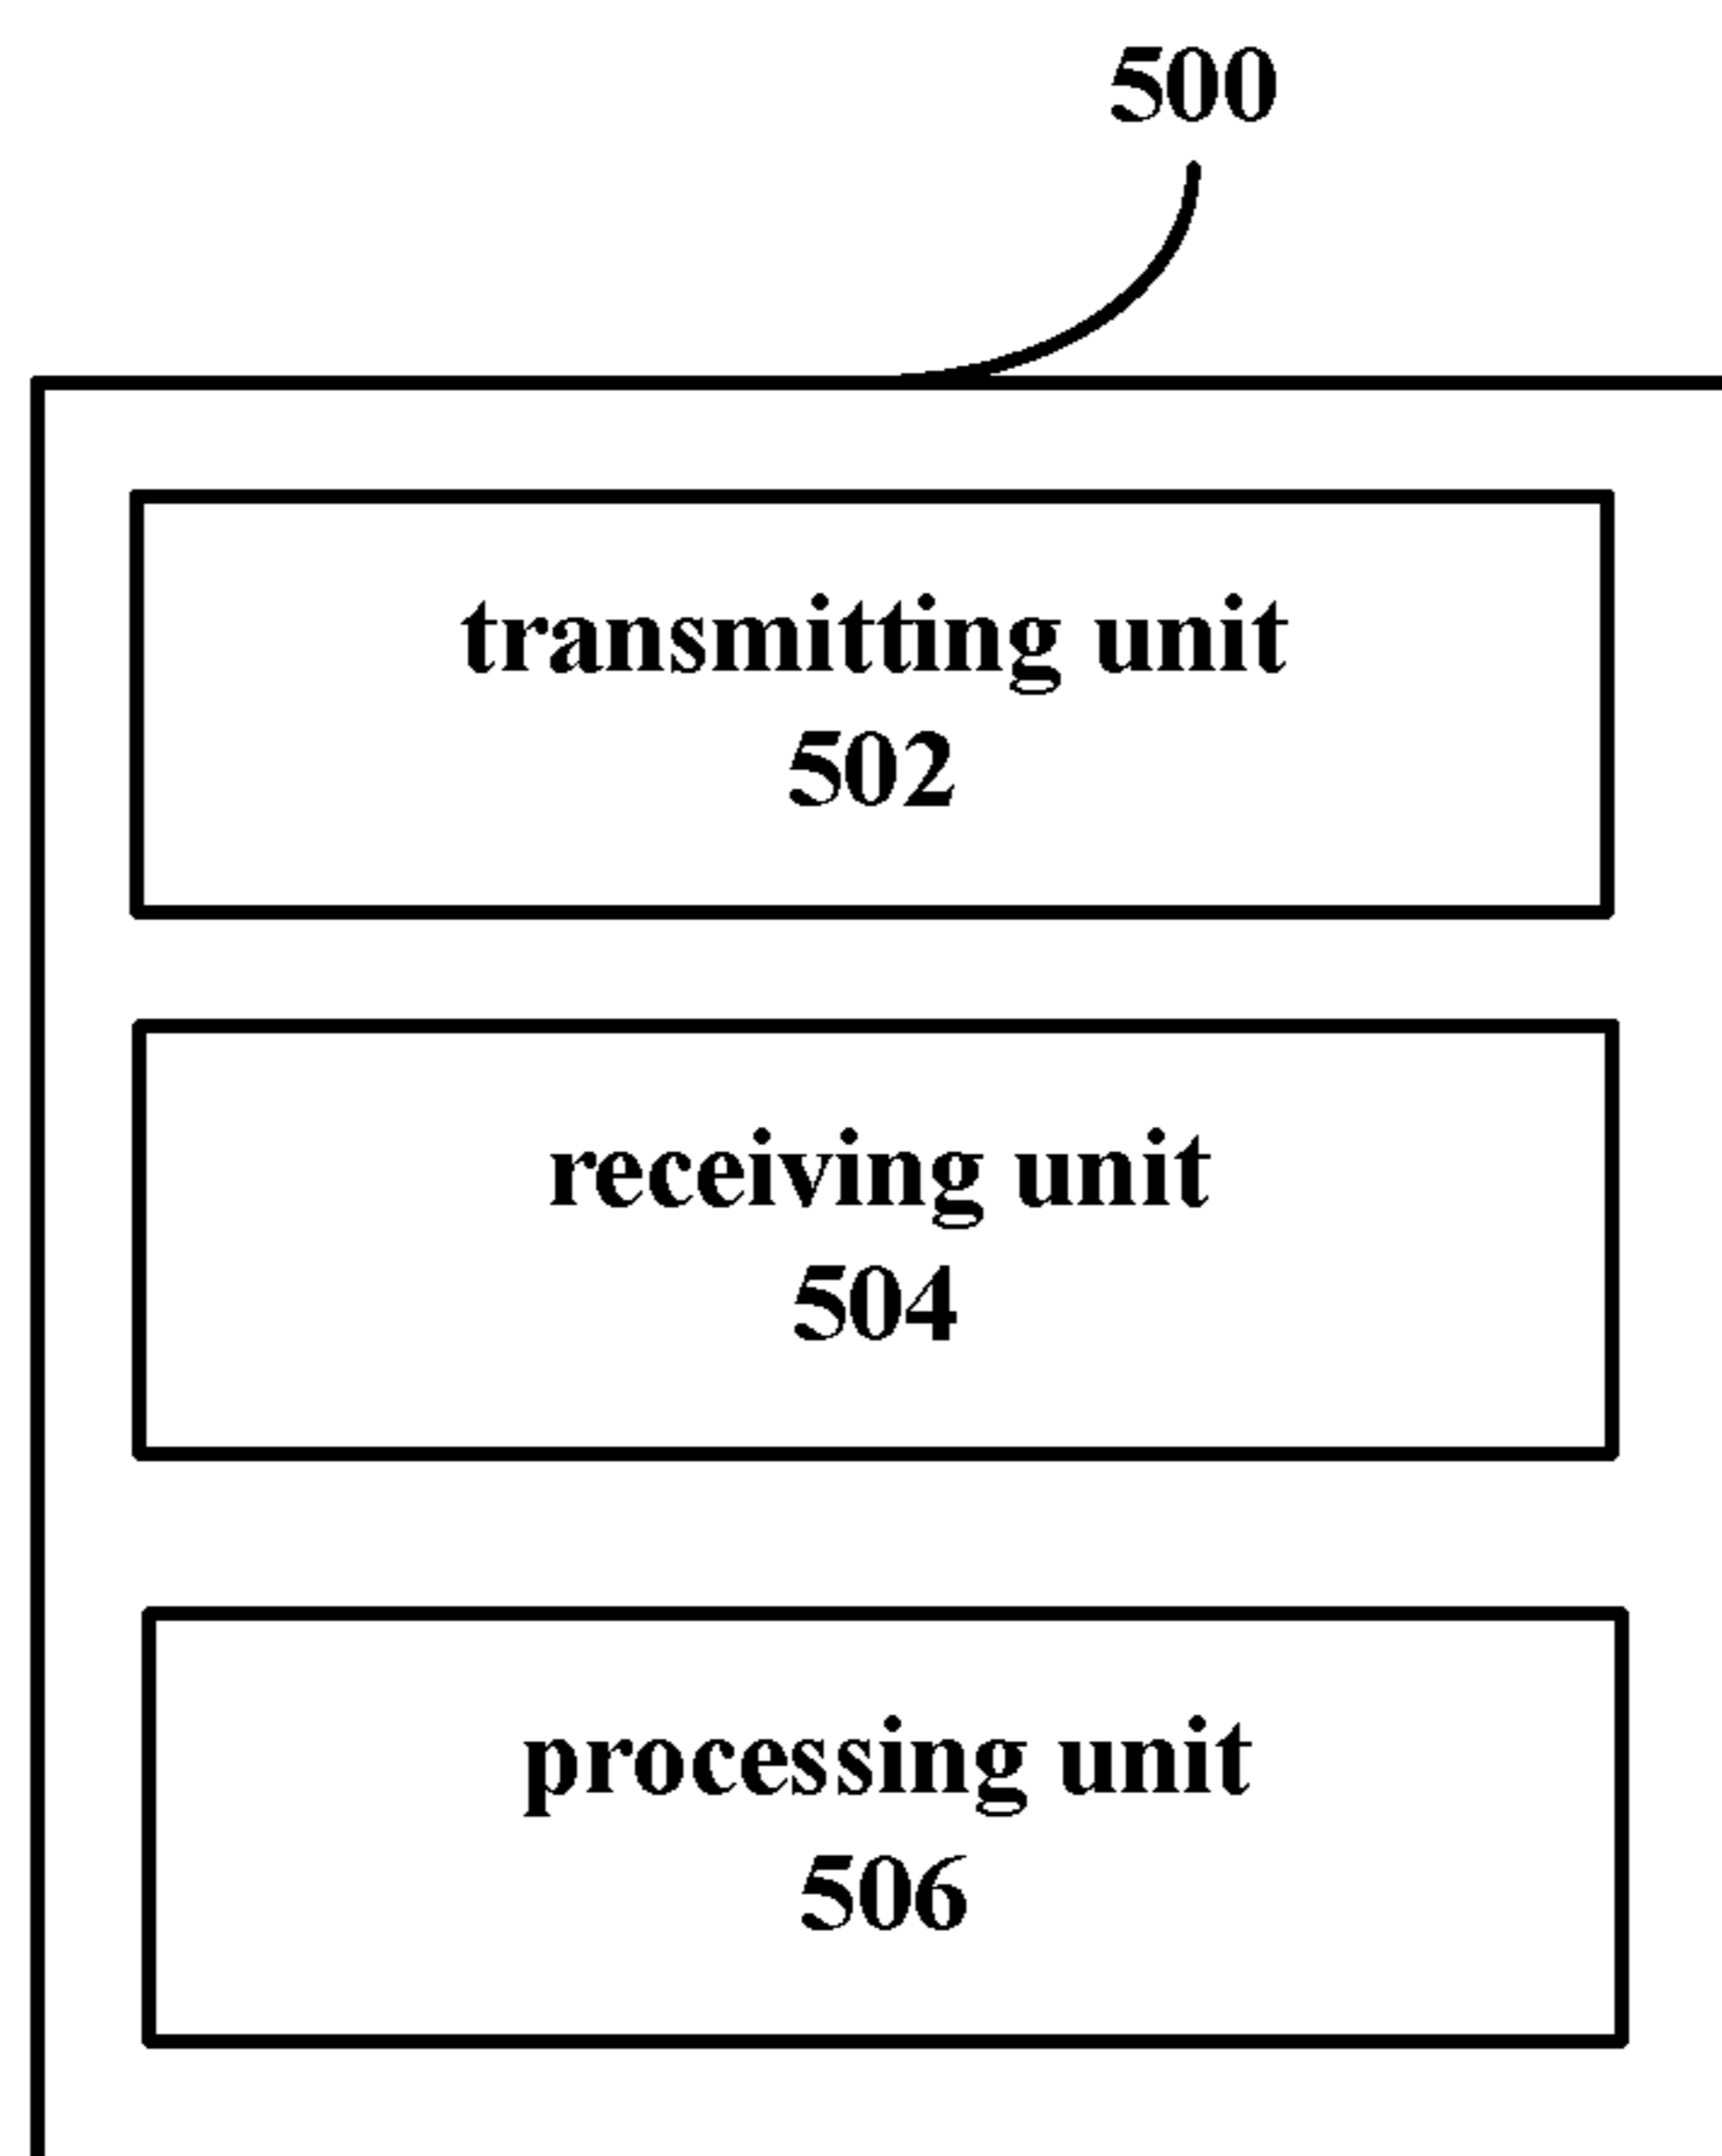 500
transmitting unit
502
receiving unit
504
processing unit
506